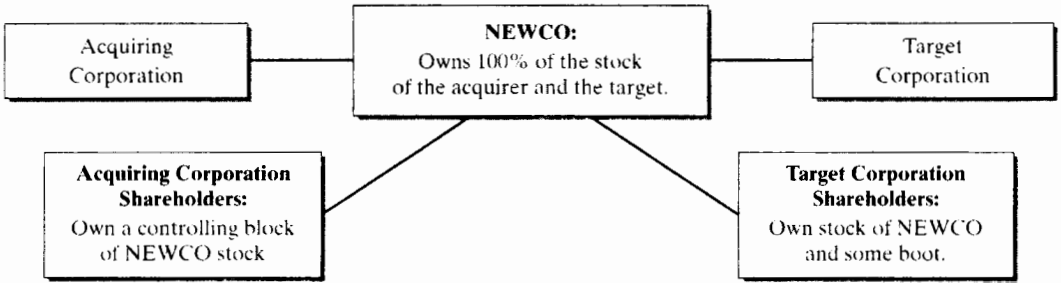 Acquiring
Corporation
NEWCO:
Owns 100% of the stock
of the acquirer and the target.
Target
Corporation
Acquiring Corporation
Shareholders:
Own a controlling block
of NEWCO stock
Target Corporation
Shareholders:
Own stock of NEWCO
and some boot.